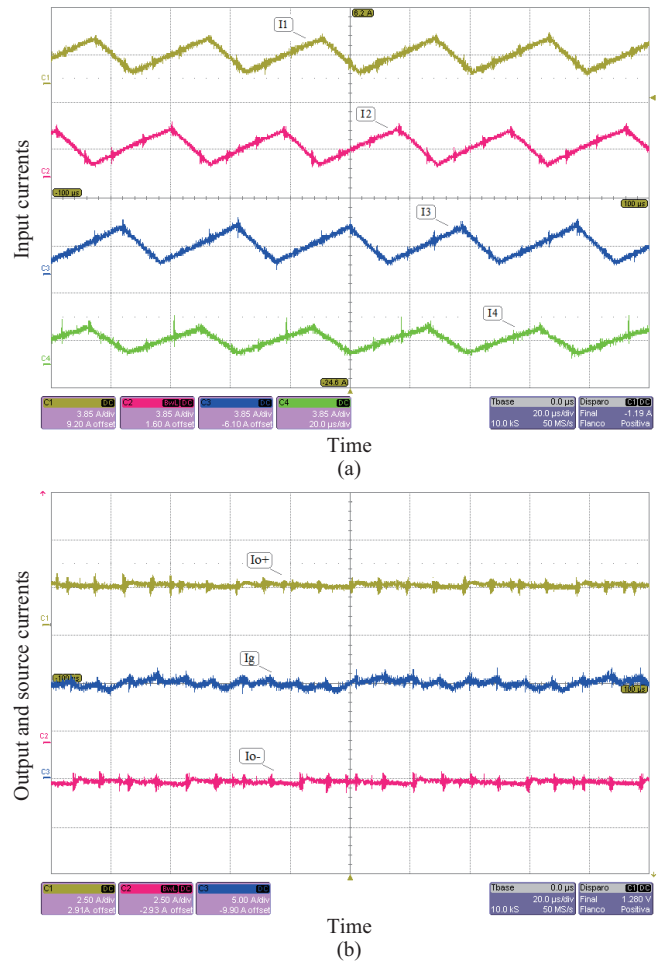 I1
8.2 A
C1
I2
C2
-100 µs
100 µs
I3
C3
I4
C4
-24.6 A
Input currents
C1 DC
3.85 A/div
9.20 A offset
C2 BwL DC
3.85 A/div
1.60 A offset
C3 DC
3.85 A/div
-6.10 A offset
C4 DC
3.85 A/div
20.0 µs/div
Tbase 0.0 µs
20.0 µs/div
10.0 kS 50 MS/s
Disparo C1 DC
Final -1.19 A
Flanco Positiva
Time
(a)
Io+
C1
Ig
-100 µs
100 µs
C2
Io-
C3
Output and source currents
C1 DC
2.50 A/div
2.91A offset
C2 BwL DC
2.50 A/div
-2.93 A offset
C3 DC
5.00 A/div
-9.90 A offset
Tbase 0.0 µs
20.0 µs/div
10.0 kS 50 MS/s
Disparo C1 DC
Final 1.280 V
Flanco Positiva
Time
(b)